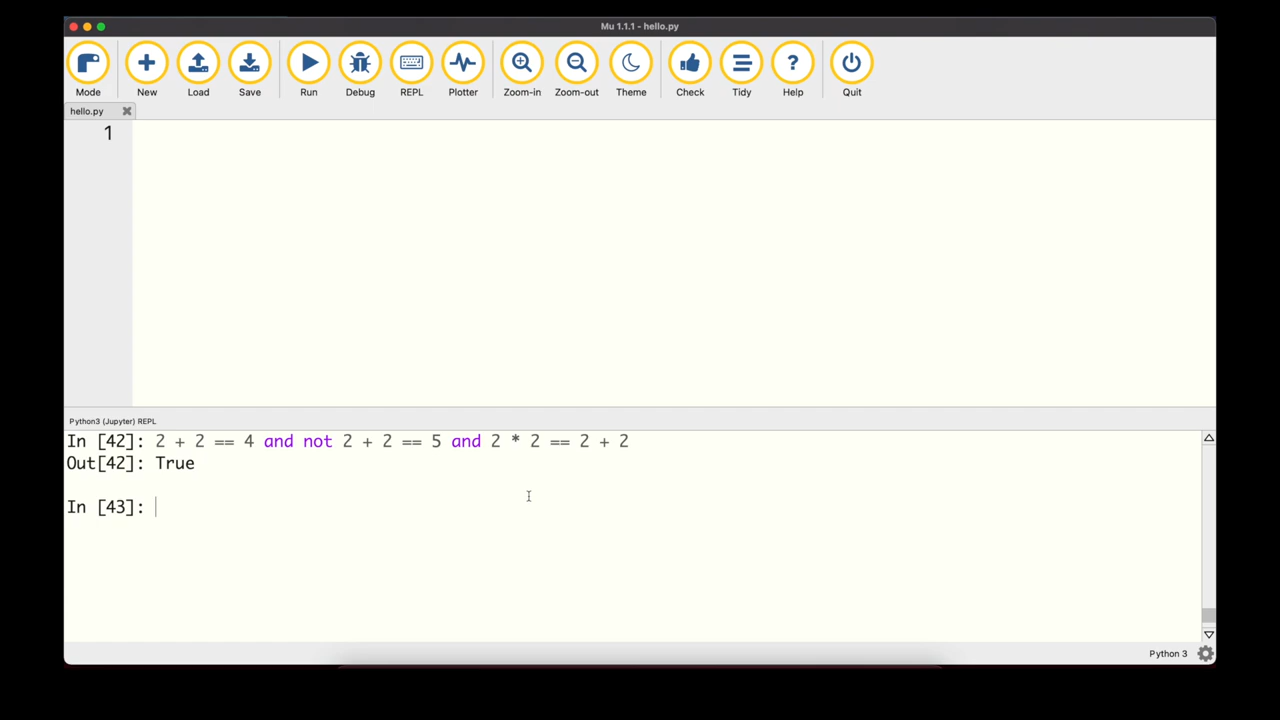 Mu 1.1.1 - hello.py
Mode New Load Save Run Debug REPL Plotter Zoom-in Zoom-out Theme Check Tidy Help Quit
hello.py
1
Python3 (Jupyter) REPL
In [42]: 2 + 2 == 4 and not 2 + 2 == 5 and 2 * 2 == 2 + 2
Out[42]: True
In [43]:
Python 3